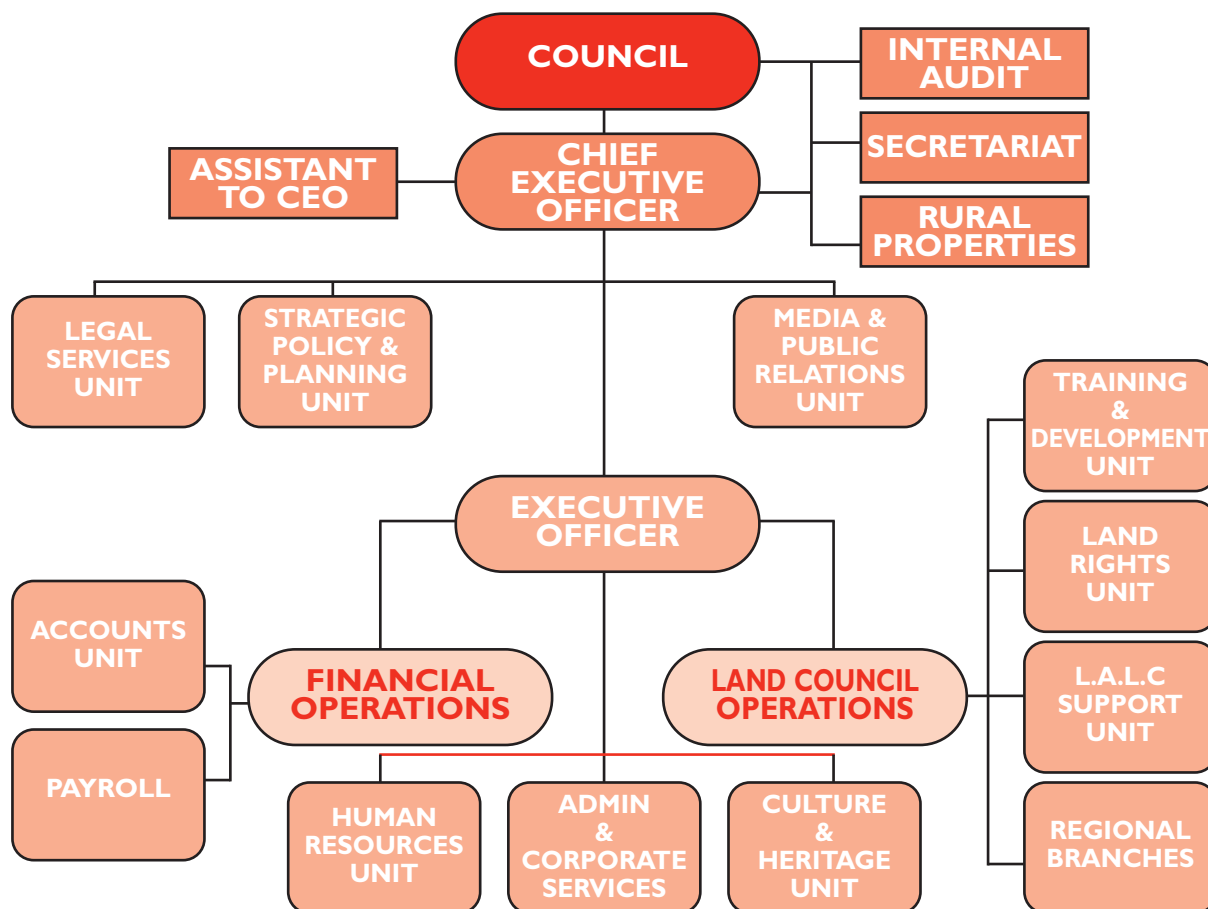 COUNCIL
INTERNAL
AUDIT
SECRETARIAT
RURAL
PROPERTIES
ASSISTANT
TO CEO
CHIEF
EXECUTIVE
OFFICER
LEGAL
SERVICES
UNIT
STRATEGIC
POLICY &
PLANNING
UNIT
MEDIA &
PUBLIC
RELATIONS
UNIT
TRAINING
&
DEVELOPMENT
UNIT
EXECUTIVE
OFFICER
LAND
RIGHTS
UNIT
ACCOUNTS
UNIT
FINANCIAL
OPERATIONS
LAND COUNCIL
OPERATIONS
L.A.L.C
SUPPORT
UNIT
PAYROLL
HUMAN
RESOURCES
UNIT
ADMIN
&
CORPORATE
SERVICES
CULTURE
&
HERITAGE
UNIT
REGIONAL
BRANCHES